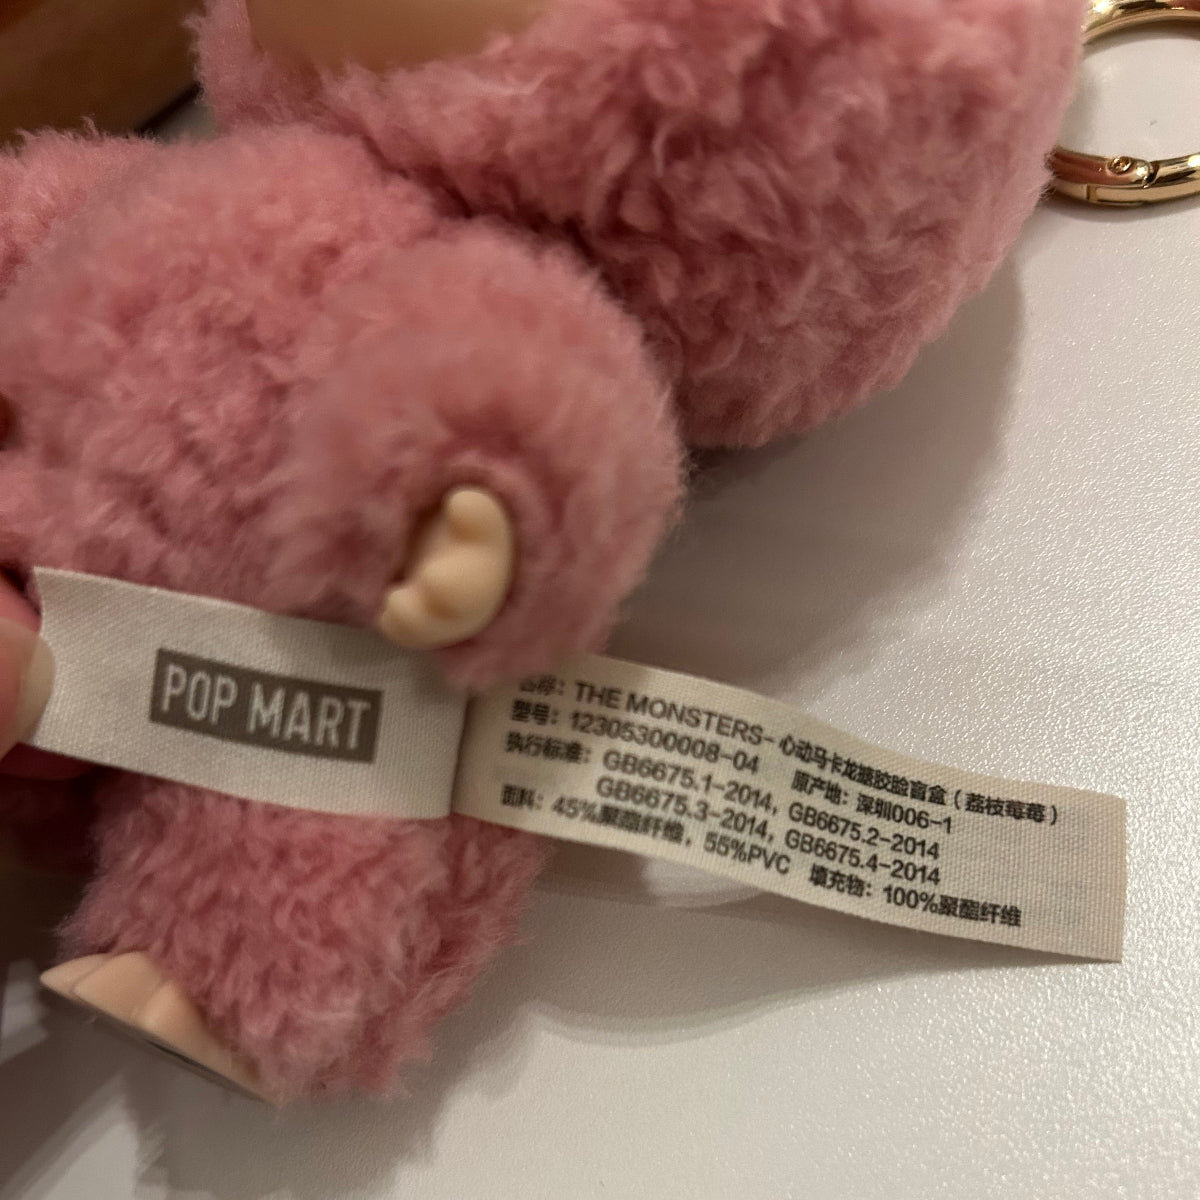 POP MART
名称：THE MONSTERS-心动马卡龙搪胶脸盲盒（荔枝莓莓）
型号：12305300008-04 原产地：深圳006-1
执行标准：GB6675.1-2014，GB6675.2-2014
GB6675.3-2014，GB6675.4-2014
面料：45%聚酯纤维，55%PVC 填充物：100%聚酯纤维